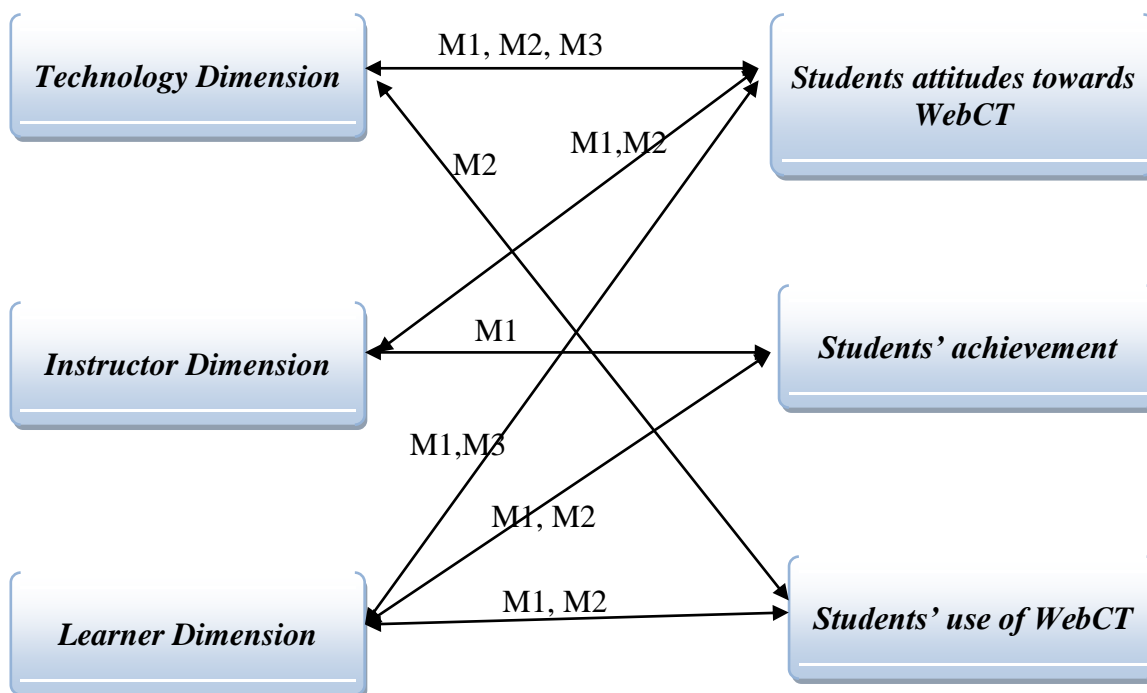 M1, M2, M3
Technology Dimension
Students attitudes towards
WebCT
M1,M2
M2
M1
Instructor Dimension
Students’ achievement
M1,M3
M1, M2
M1, M2
Learner Dimension
Students’ use of WebCT